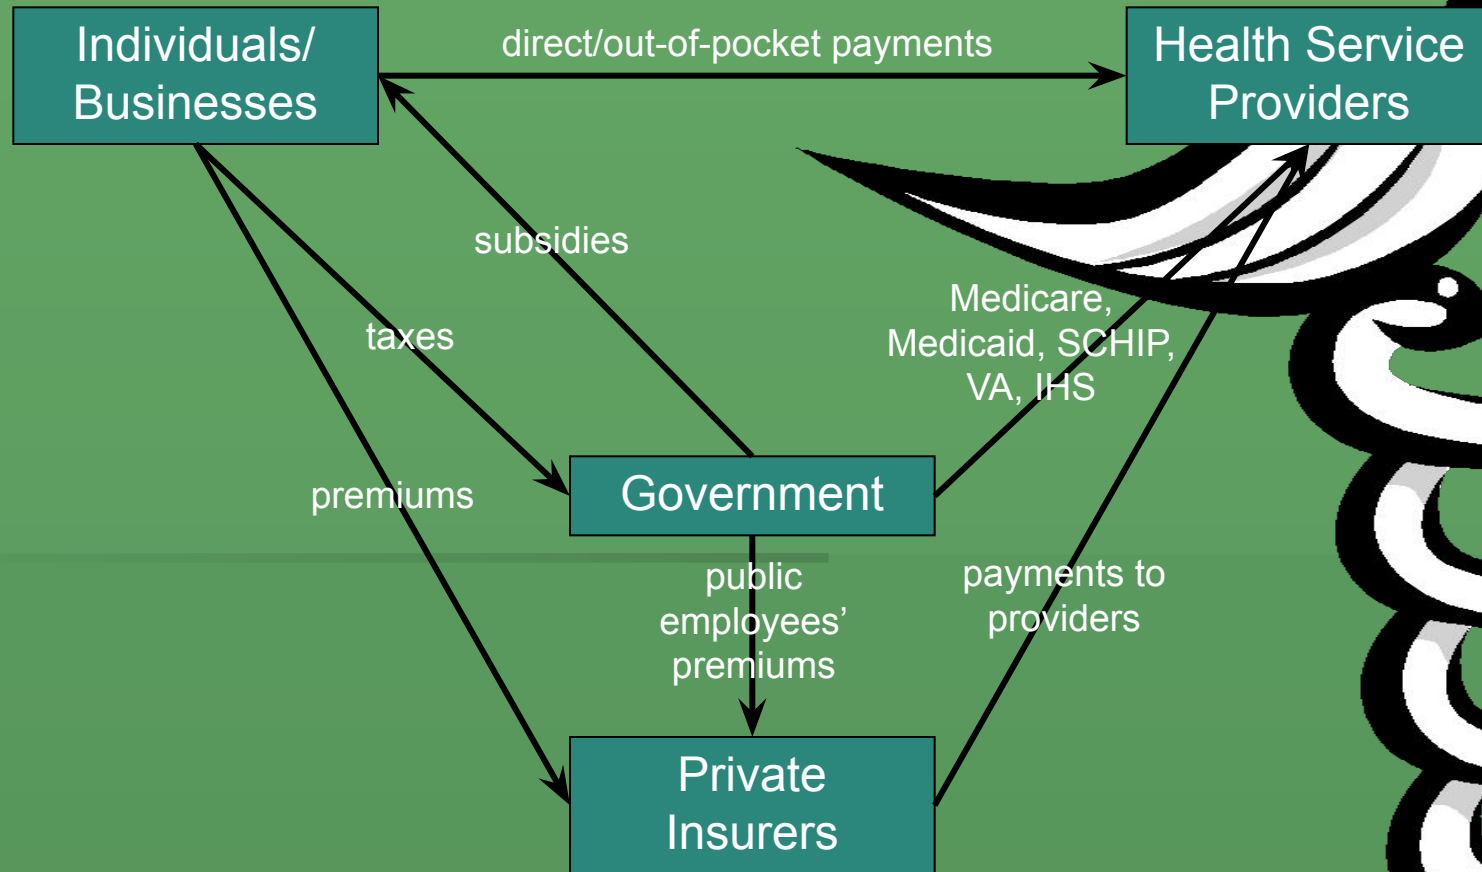 Individuals/
Businesses
direct/out-of-pocket payments
Health Service
Providers
subsidies
taxes
Medicare,
Medicaid, SCHIP,
VA, IHS
premiums
Government
public
employees’
premiums
payments to
providers
Private
Insurers